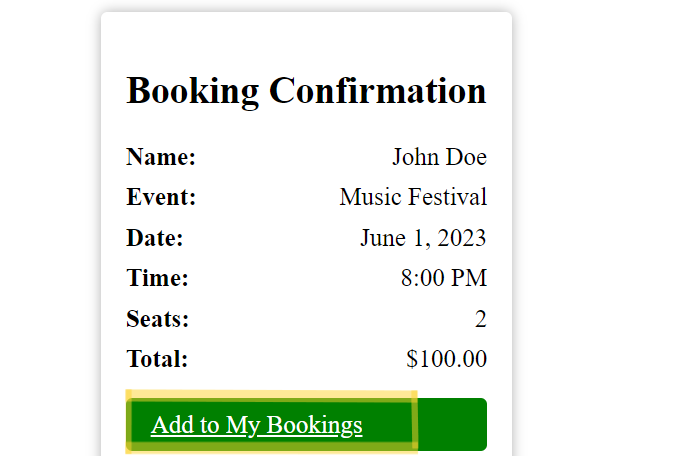 Booking Confirmation
Name: John Doe
Event: Music Festival
Date: June 1, 2023
Time: 8:00 PM
Seats: 2
Total: $100.00
Add to My Bookings